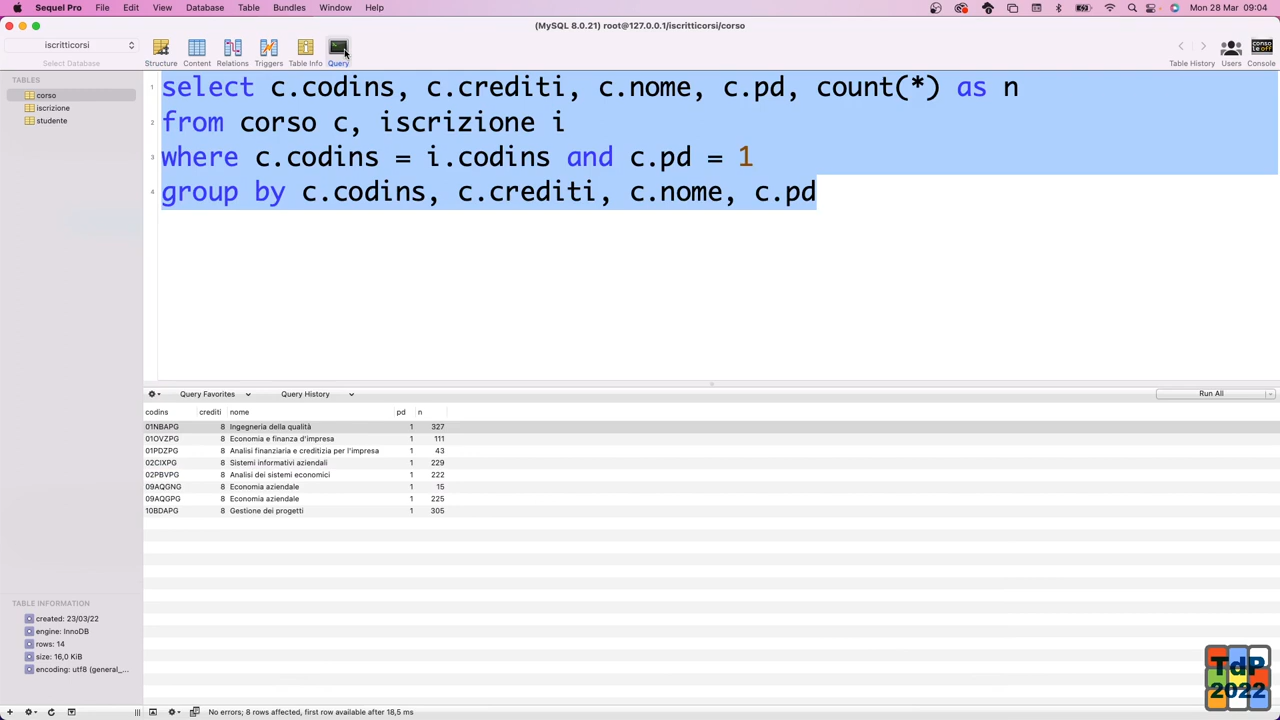 Sequel Pro File Edit View Database Table Bundles Window Help
Mon 28 Mar 09:04
(MySQL 8.0.21) root@127.0.0.1/iscritticorsi/corso
iscritticorsi
Select Database
Structure Content Relations Triggers Table Info Query
Table History Users Console
conso
le off
TABLES
corso
iscrizione
studente
1 select c.codins, c.crediti, c.nome, c.pd, count(*) as n
2 from corso c, iscrizione i
3 where c.codins = i.codins and c.pd = 1
4 group by c.codins, c.crediti, c.nome, c.pd
Query Favorites Query History Run All
codins crediti nome pd n
01NBAPG 8 Ingegneria della qualità 1 327
01OVZPG 8 Economia e finanza d'impresa 1 111
01PDZPG 8 Analisi finanziaria e creditizia per l'impresa 1 43
02CIXPG 8 Sistemi informativi aziendali 1 229
02PBVPG 8 Analisi dei sistemi economici 1 222
09AQGNG 8 Economia aziendale 1 15
09AQGPG 8 Economia aziendale 1 225
10BDAPG 8 Gestione dei progetti 1 305
TABLE INFORMATION
created: 23/03/22
engine: InnoDB
rows: 14
size: 16,0 KiB
encoding: utf8 (general_...
No errors; 8 rows affected, first row available after 18,5 ms
TdP
2022